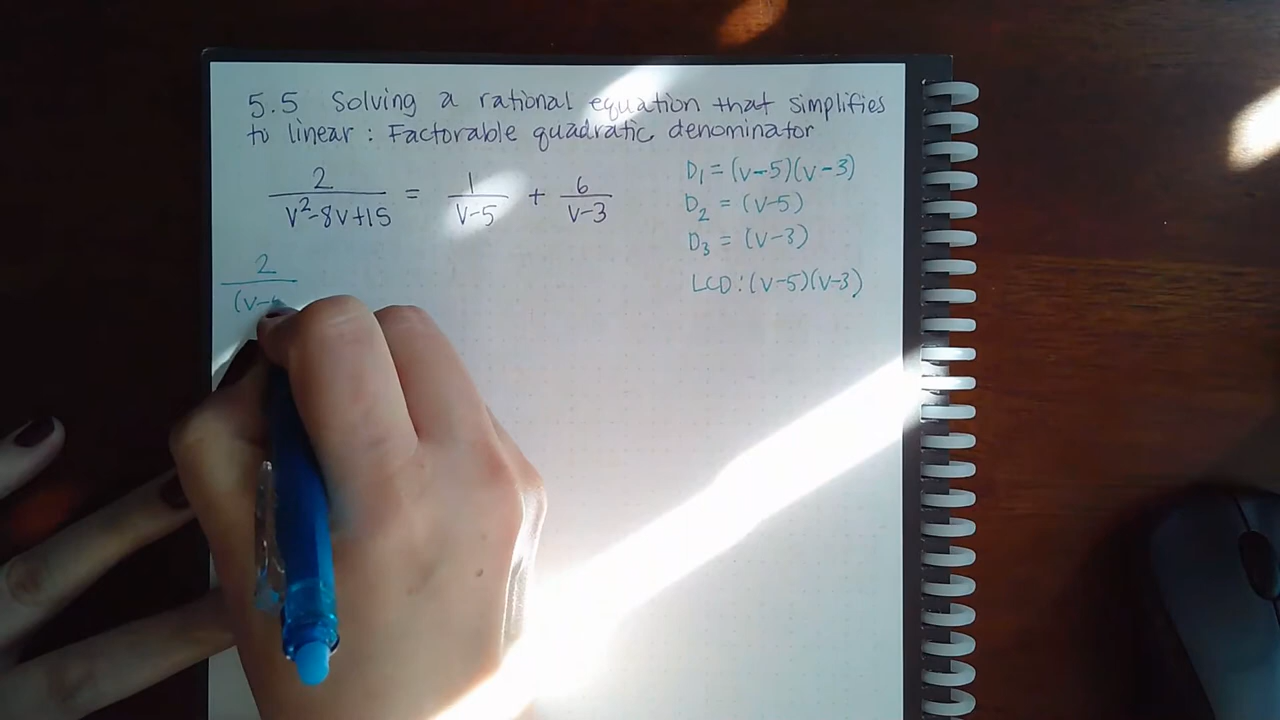 5.5 Solving a rational equation that simplifies
to linear: Factorable quadratic denominator
2/(v²-8v+15) = 1/(v-5) + 6/(v-3)
D₁ = (v-5)(v-3)
D₂ = (v-5)
D₃ = (v-3)
LCD: (v-5)(v-3)
2
(v-